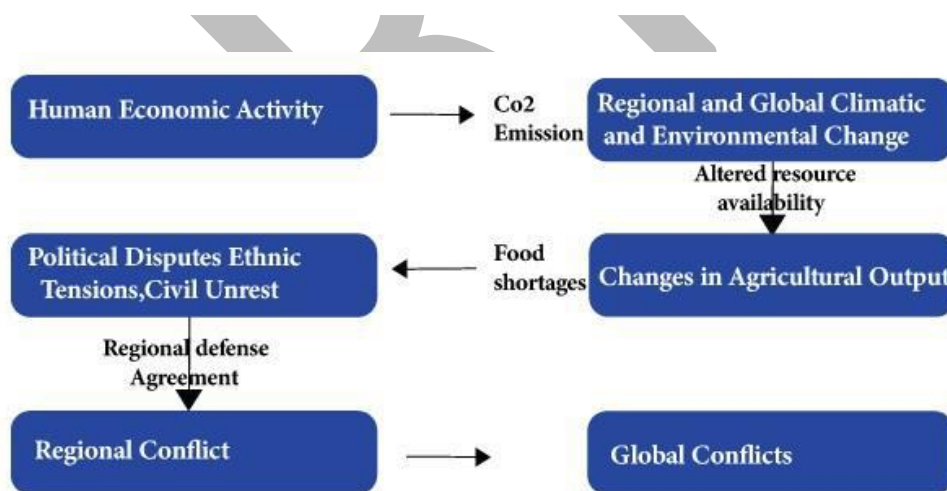 Human Economic Activity
Co2
Emission
Regional and Global Climatic
and Environmental Change
Altered resource
availability
Political Disputes Ethnic
Tensions,Civil Unrest
Food
shortages
Changes in Agricultural Output
Regional defense
Agreement
Regional Conflict
Global Conflicts